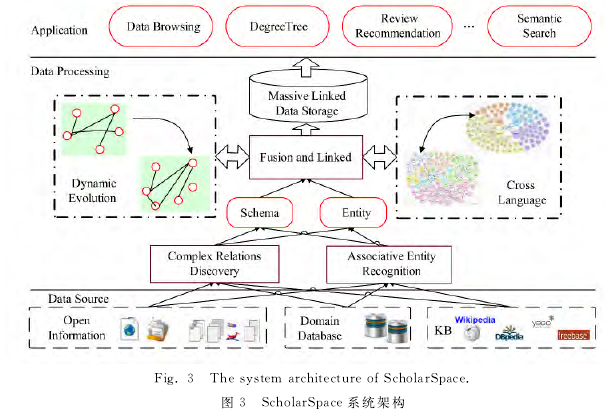 Application
Data Browsing
DegreeTree
Review
Recommendation
...
Semantic
Search
Data Processing
Massive Linked
Data Storage
Dynamic
Evolution
Fusion and Linked
Cross
Language
Schema
Entity
Complex Relations
Discovery
Associative Entity
Recognition
Data Source
Open
Information
Domain
Database
KB
Wikipedia
DBpedia
yago
freebase
Fig. 3 The system architecture of ScholarSpace.
图 3 ScholarSpace 系统架构